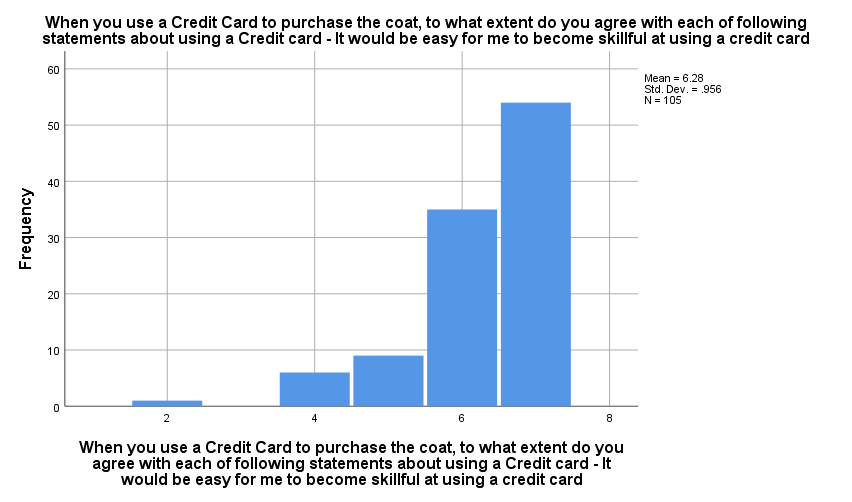 When you use a Credit Card to purchase the coat, to what extent do you agree with each of following
statements about using a Credit card - It would be easy for me to become skillful at using a credit card
Mean = 6.28
Std. Dev. = .956
N = 105
60
50
40
30
20
10
0
Frequency
2
4
6
8
When you use a Credit Card to purchase the coat, to what extent do you
agree with each of following statements about using a Credit card - It
would be easy for me to become skillful at using a credit card